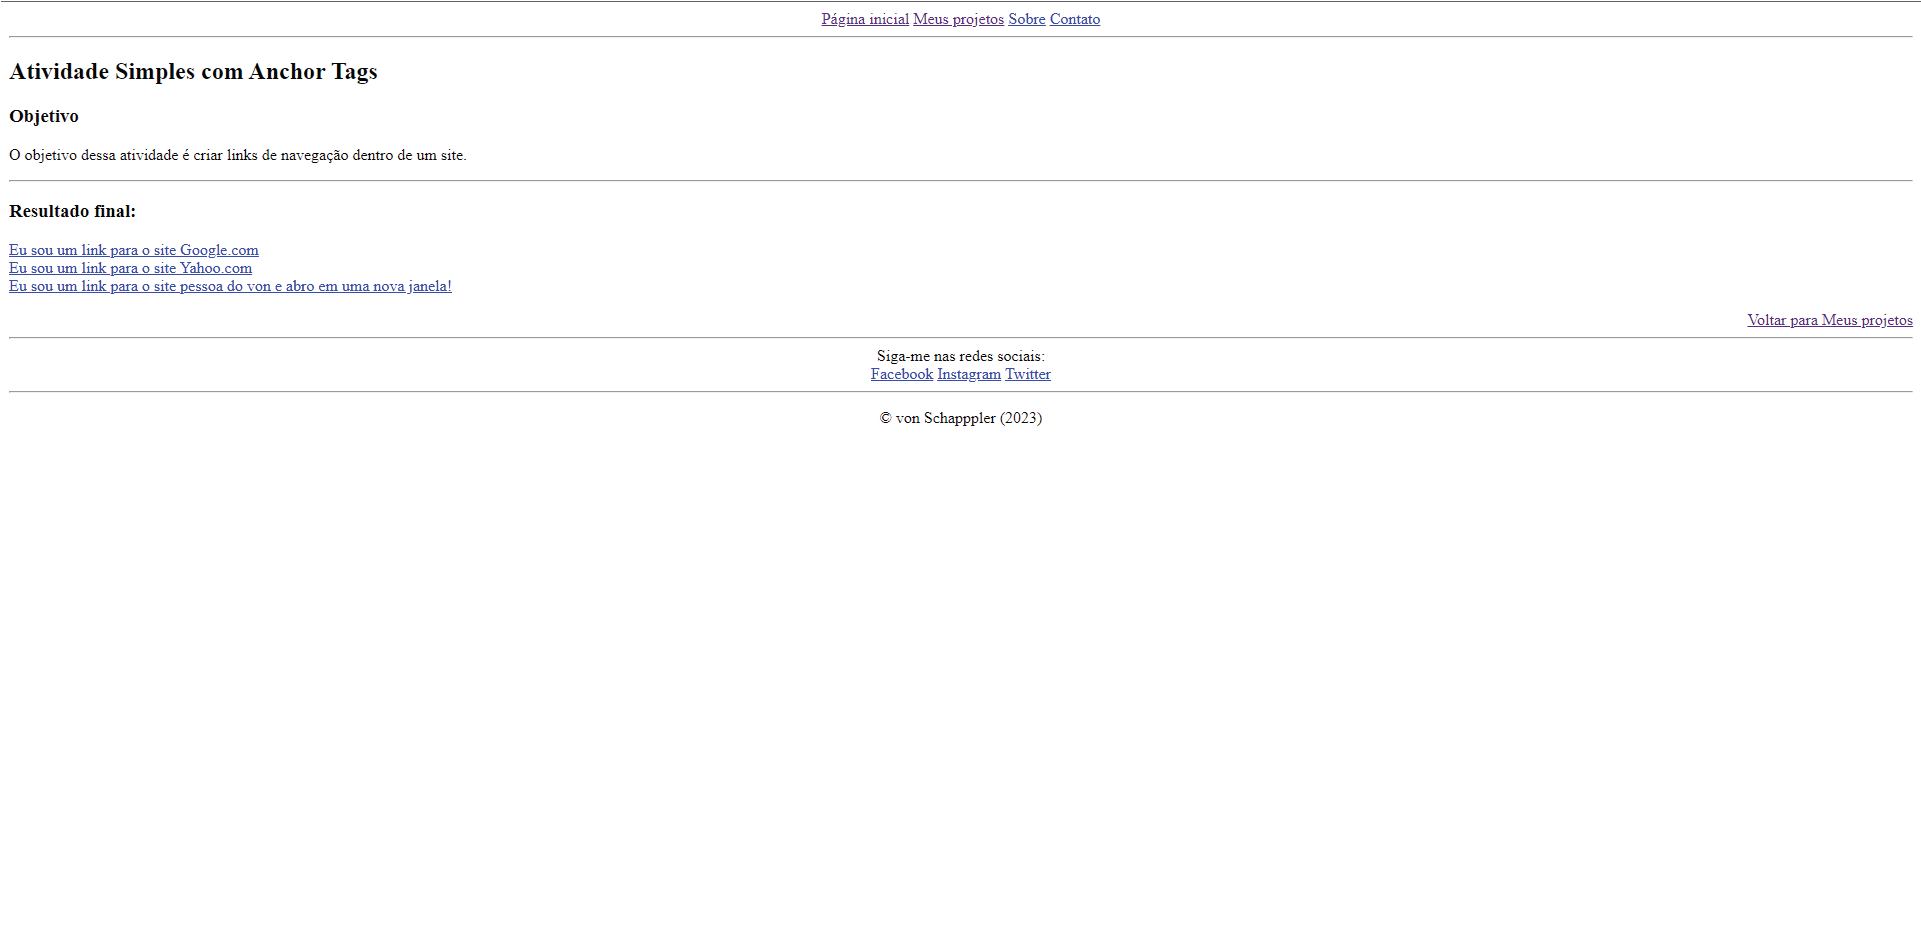 Página inicial Meus projetos Sobre Contato
Atividade Simples com Anchor Tags
Objetivo
O objetivo dessa atividade é criar links de navegação dentro de um site.
Resultado final:
Eu sou um link para o site Google.com
Eu sou um link para o site Yahoo.com
Eu sou um link para o site pessoa do von e abro em uma nova janela!
Voltar para Meus projetos
Siga-me nas redes sociais:
Facebook Instagram Twitter
© von Schapppler (2023)